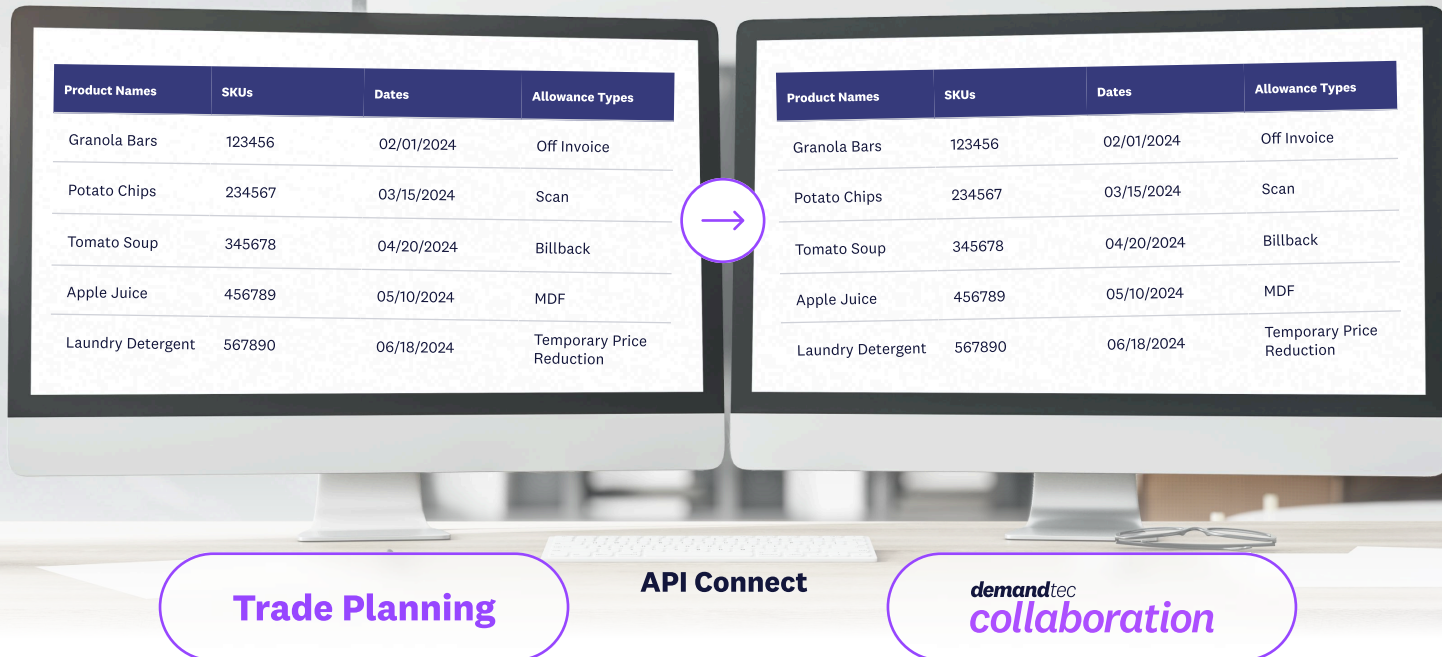 Product Names SKUs Dates Allowance Types
Granola Bars 123456 02/01/2024 Off Invoice
Potato Chips 234567 03/15/2024 Scan
Tomato Soup 345678 04/20/2024 Billback
Apple Juice 456789 05/10/2024 MDF
Laundry Detergent 567890 06/18/2024 Temporary Price
Reduction
Product Names SKUs Dates Allowance Types
Granola Bars 123456 02/01/2024 Off Invoice
Potato Chips 234567 03/15/2024 Scan
Tomato Soup 345678 04/20/2024 Billback
Apple Juice 456789 05/10/2024 MDF
Laundry Detergent 567890 06/18/2024 Temporary Price
Reduction
Trade Planning
API Connect
demandtec
collaboration